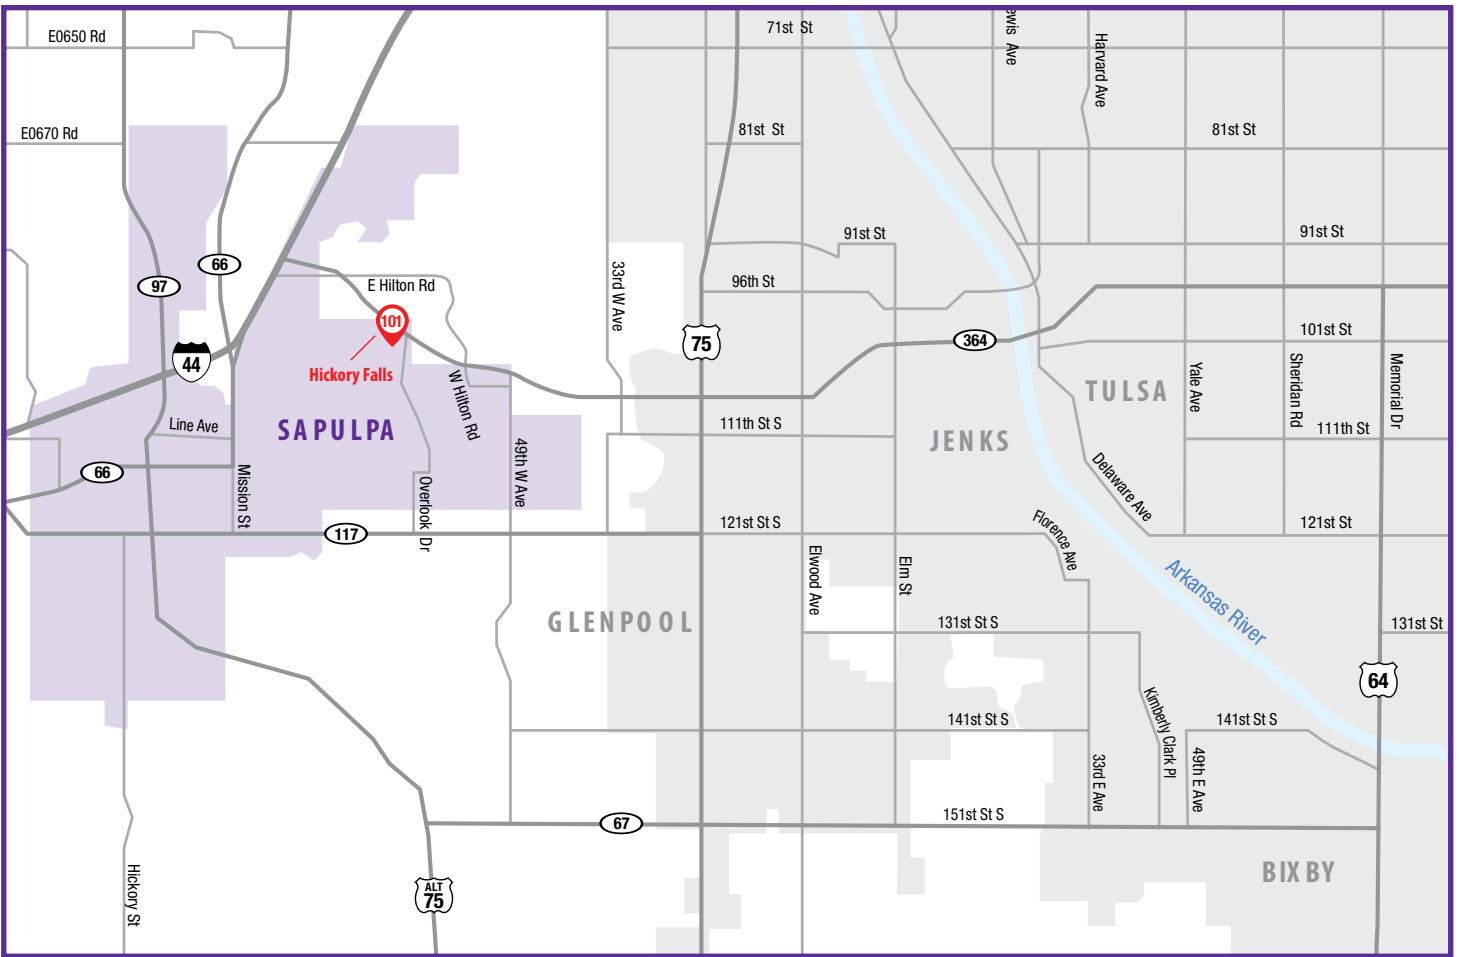 E0650 Rd
71st St
ewis Ave
Harvard Ave
E0670 Rd
81st St
81st St
91st St
91st St
66
97
E Hilton Rd
33rd W Ave
96th St
101
101st St
75
364
44
Hickory Falls
W Hilton Rd
Yale Ave
Sheridan Rd
Memorial Dr
TULSA
Line Ave
SAPULPA
111th St S
111th St
JENKS
66
Mission St
Overlook Dr
49th W Ave
Delaware Ave
117
121st St S
Florence Ave
121st St
Elwood Ave
Elm St
Arkansas River
GLENPOOL
131st St S
131st St
64
Kimberly Clark Pl
141st St S
141st St S
33rd E Ave
49th E Ave
67
151st St S
Hickory St
ALT
75
BIXBY